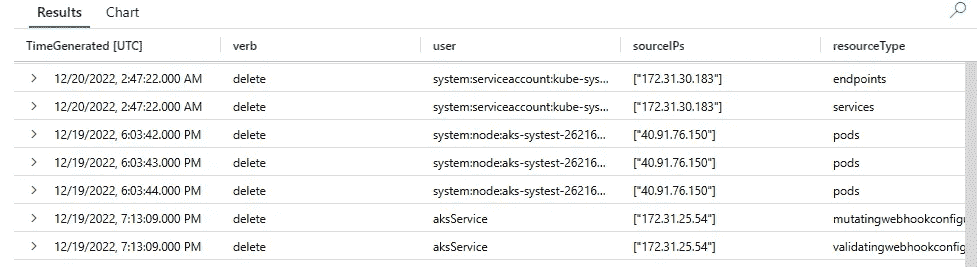 Results Chart
TimeGenerated [UTC] verb user sourceIPs resourceType
12/20/2022, 2:47:22.000 AM delete system:serviceaccount:kube-sys... ["172.31.30.183"] endpoints
12/20/2022, 2:47:22.000 AM delete system:serviceaccount:kube-sys... ["172.31.30.183"] services
12/19/2022, 6:03:42.000 PM delete system:node:aks-systest-26216... ["40.91.76.150"] pods
12/19/2022, 6:03:43.000 PM delete system:node:aks-systest-26216... ["40.91.76.150"] pods
12/19/2022, 6:03:44.000 PM delete system:node:aks-systest-26216... ["40.91.76.150"] pods
12/19/2022, 7:13:09.000 PM delete aksService ["172.31.25.54"] mutatingwebhookconfigu
12/19/2022, 7:13:09.000 PM delete aksService ["172.31.25.54"] validatingwebhookconfig